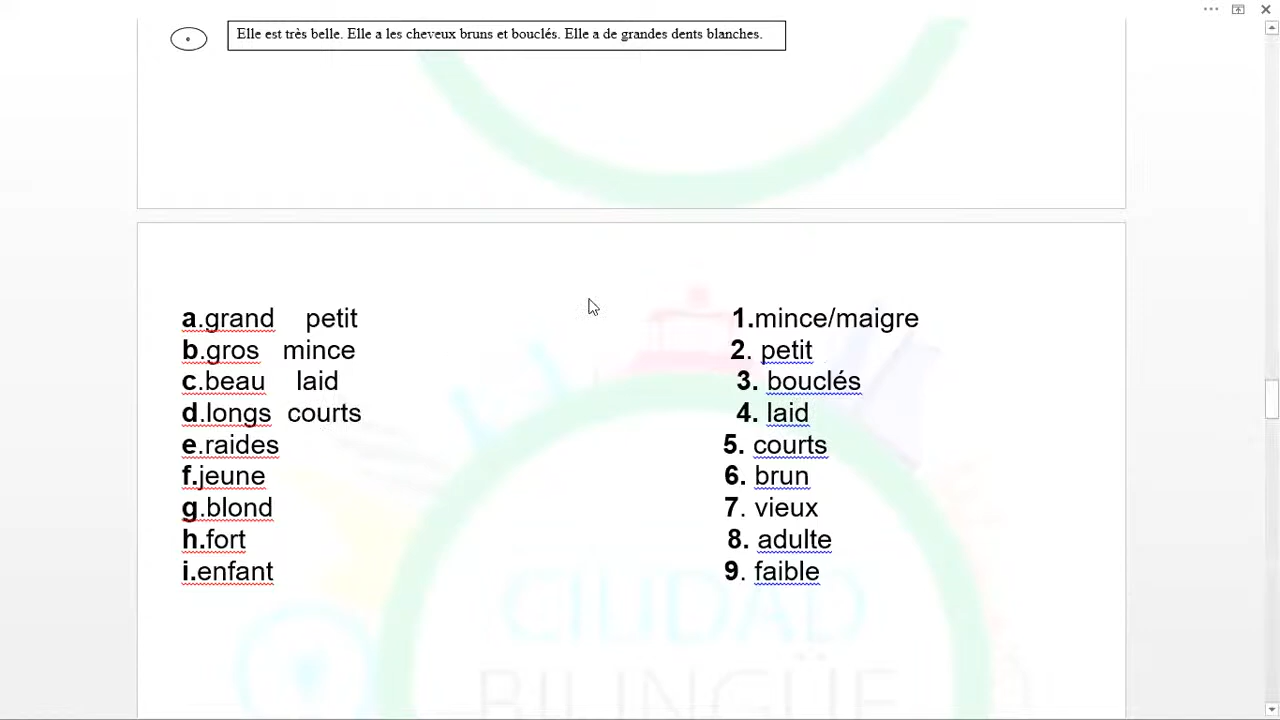 Elle est très belle. Elle a les cheveux bruns et bouclés. Elle a de grandes dents blanches.
a.grand petit 1.mince/maigre
b.gros mince 2. petit
c.beau laid 3. bouclés
d.longs courts 4. laid
e.raides 5. courts
f.jeune 6. brun
g.blond 7. vieux
h.fort 8. adulte
i.enfant 9. faible
CIUDAD
BILINGÜE